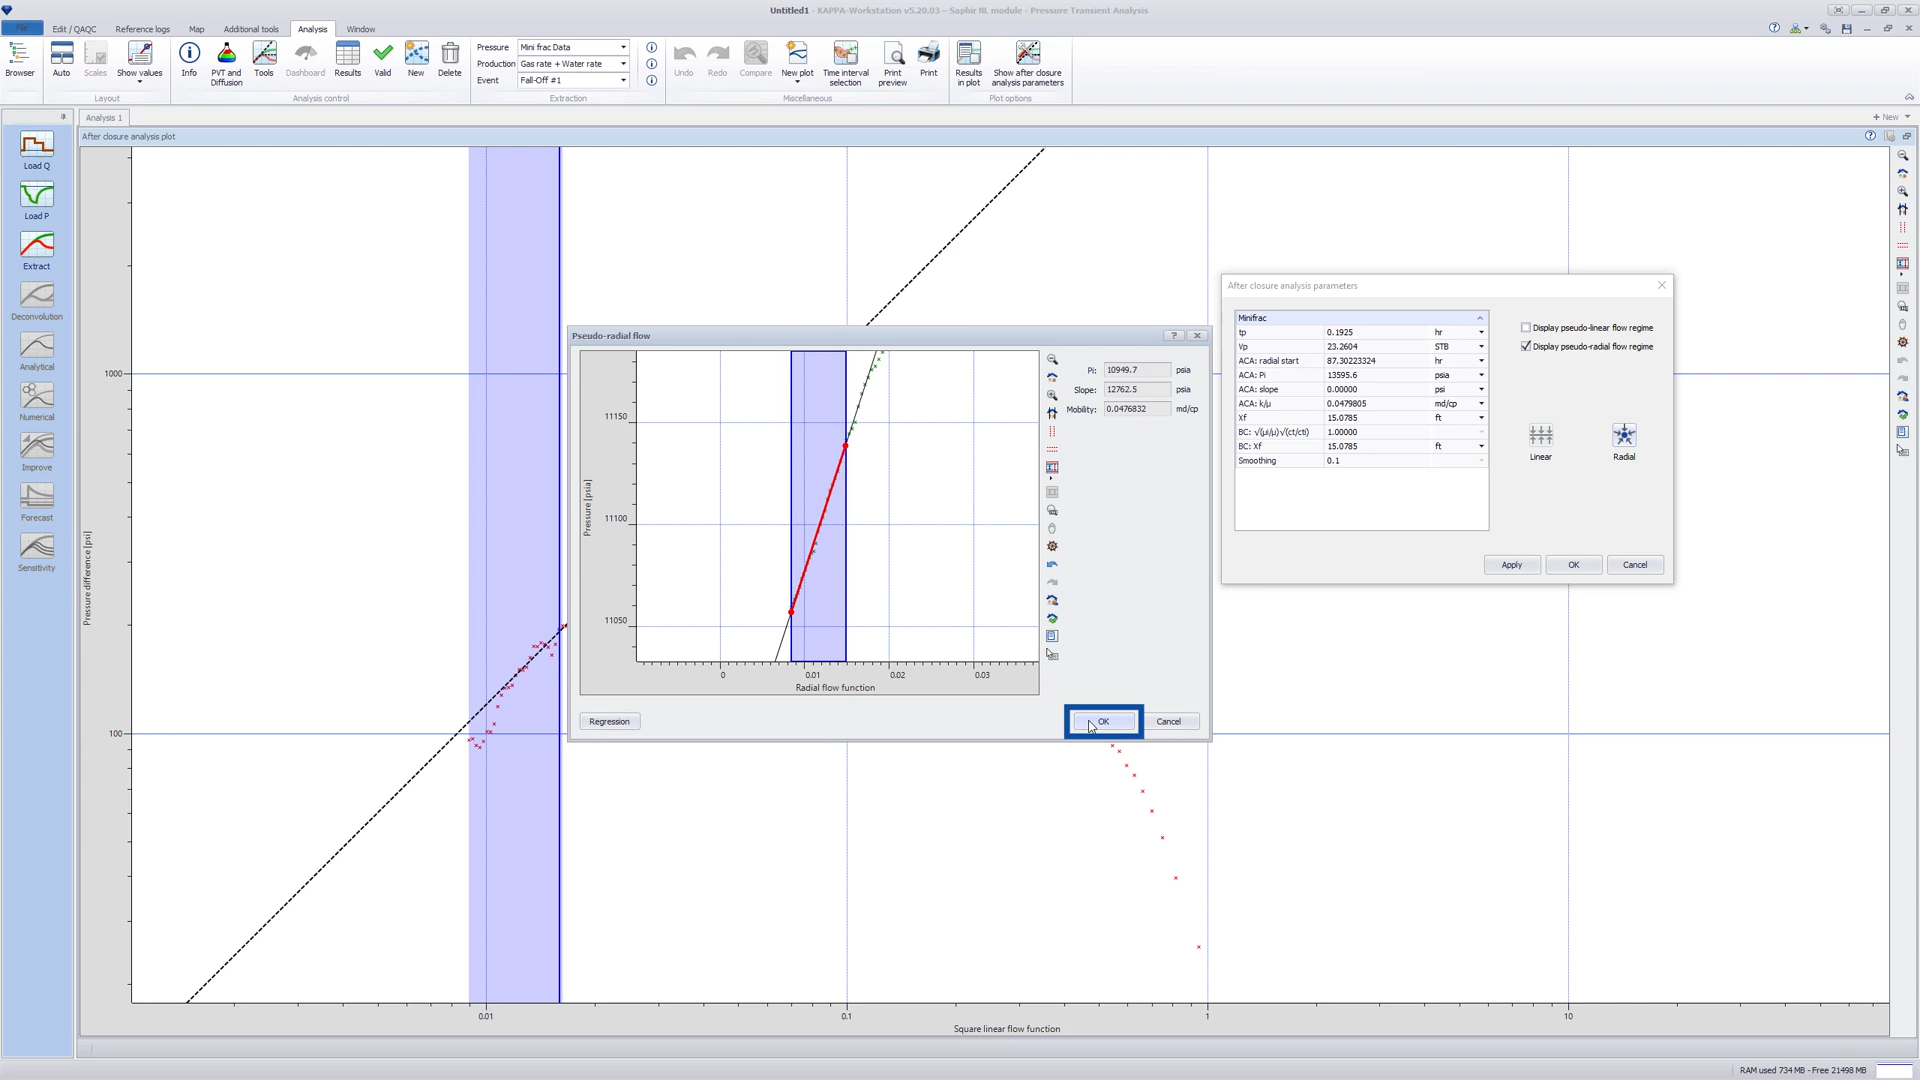 Untitled1 - KAPPA-Workstation v5.20.03 – Saphir NL module - Pressure Transient Analysis
Edit / QAQC
Reference logs
Map
Additional tools
Analysis
Window
Browser
Auto
Scales
Show values
Info
PVT and Diffusion
Tools
Dashboard
Results
Valid
New
Delete
Pressure Mini frac Data
Production Gas rate + Water rate
Event Fall-Off #1
Undo
Redo
Compare
New plot
Time interval selection
Print preview
Print
Results in plot
Show after closure analysis parameters
Layout
Analysis control
Extraction
Miscellaneous
Plot options
Analysis 1
+ New
After closure analysis plot
Load Q
Load P
Extract
Deconvolution
Analytical
Numerical
Improve
Forecast
Sensitivity
1000
100
Pressure difference [psi]
0.01
0.1
1
10
Square linear flow function
Pseudo-radial flow
?
11150
11100
11050
Pressure [psia]
0
0.01
0.02
0.03
Radial flow function
Pi: 10949.7 psia
Slope: 12762.5 psia
Mobility: 0.0476832 md/cp
Regression
OK
Cancel
After closure analysis parameters
Minifrac
tp 0.1925 hr
Vp 23.2604 STB
ACA: radial start 87.30223324 hr
ACA: Pi 13595.6 psia
ACA: slope 0.00000 psi
ACA: k/μ 0.0479805 md/cp
Xf 15.0785 ft
BC: √(μi/μ)√(ct/cti) 1.00000
BC: Xf 15.0785 ft
Smoothing 0.1
Display pseudo-linear flow regime
Display pseudo-radial flow regime
Linear
Radial
Apply
OK
Cancel
RAM used 734 MB - Free 21498 MB